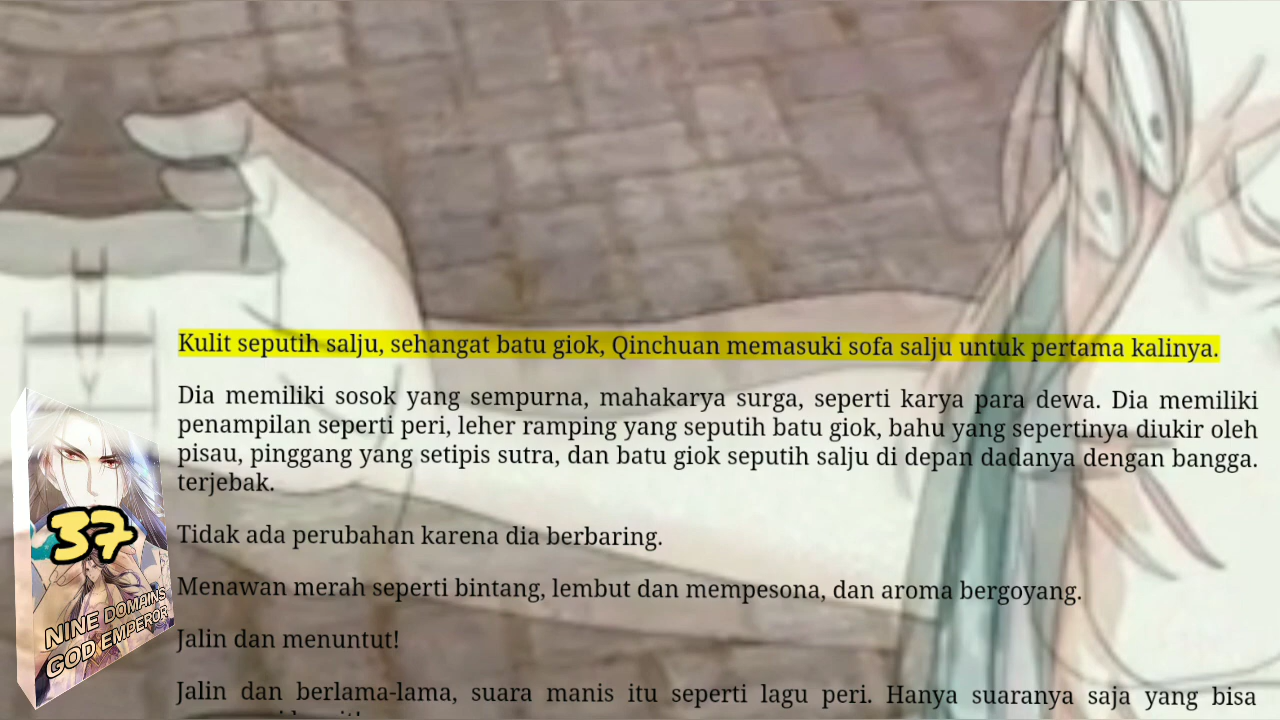 Kulit seputih salju, sehangat batu giok, Qinchuan memasuki sofa salju untuk pertama kalinya.
Dia memiliki sosok yang sempurna, mahakarya surga, seperti karya para dewa. Dia memiliki
penampilan seperti peri, leher ramping yang seputih batu giok, bahu yang sepertinya diukir oleh
pisau, pinggang yang setipis sutra, dan batu giok seputih salju di depan dadanya dengan bangga.
terjebak.
Tidak ada perubahan karena dia berbaring.
Menawan merah seperti bintang, lembut dan mempesona, dan aroma bergoyang.
Jalin dan menuntut!
Jalin dan berlama-lama, suara manis itu seperti lagu peri. Hanya suaranya saja yang bisa
37
NINE DOMAINS
GOD EMPEROR